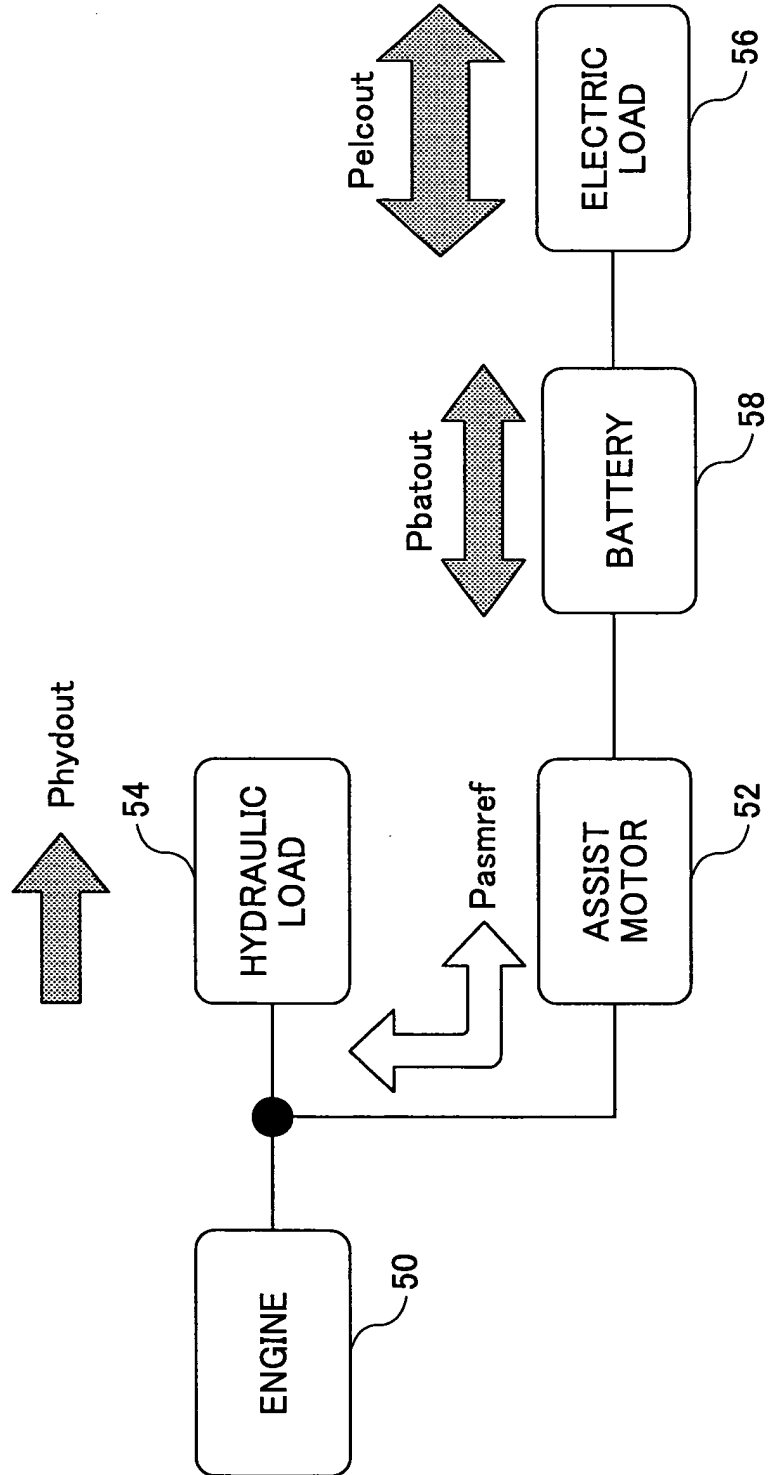 Phydout
54
HYDRAULIC
LOAD
ENGINE
50
Pasmref
ASSIST
MOTOR
52
Pbatout
BATTERY
58
Pelcout
ELECTRIC
LOAD
56